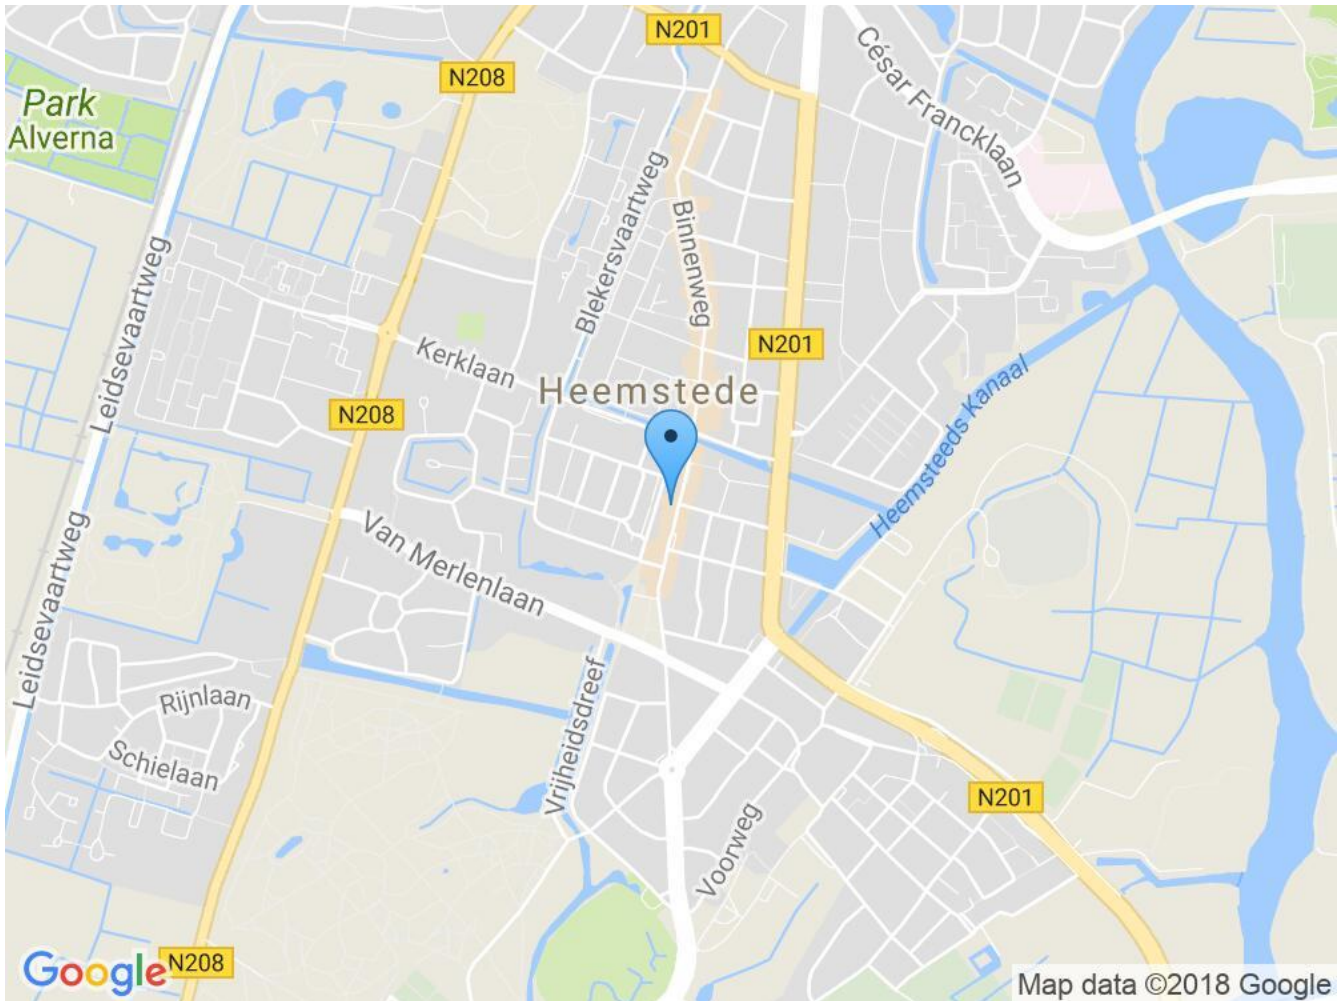 N201
César Francklaan
N208
Park
Alverna
Blekersvaartweg
Binnenweg
Leidsevaartweg
N201
Kerklaan
Heemstede
N208
Heemsteeds Kanaal
Van Merlenlaan
Leidsevaartweg
Rijnlaan
Vrijheidsdreef
Schielaan
N201
Voorweg
Google
N208
Map data ©2018 Google